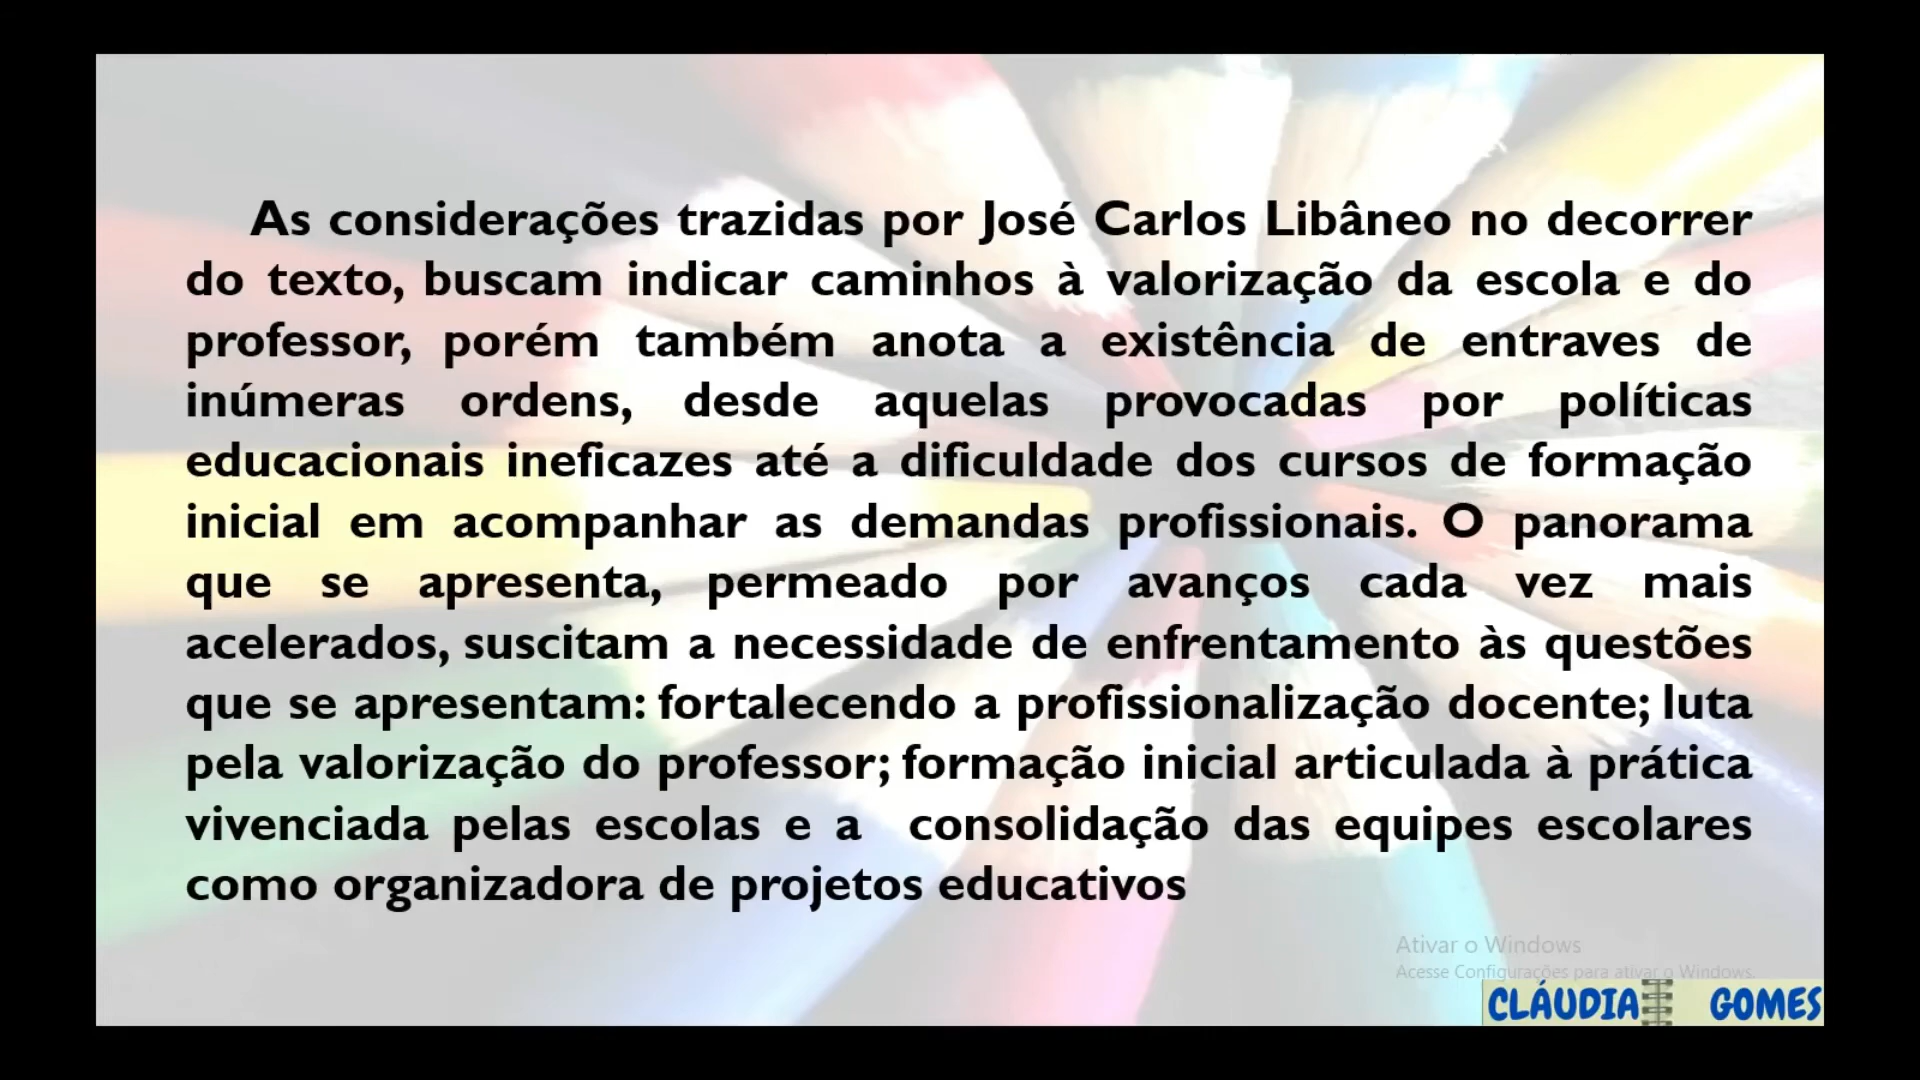 As considerações trazidas por José Carlos Libâneo no decorrer
do texto, buscam indicar caminhos à valorização da escola e do
professor, porém também anota a existência de entraves de
inúmeras ordens, desde aquelas provocadas por políticas
educacionais ineficazes até a dificuldade dos cursos de formação
inicial em acompanhar as demandas profissionais. O panorama
que se apresenta, permeado por avanços cada vez mais
acelerados, suscitam a necessidade de enfrentamento às questões
que se apresentam: fortalecendo a profissionalização docente; luta
pela valorização do professor; formação inicial articulada à prática
vivenciada pelas escolas e a consolidação das equipes escolares
como organizadora de projetos educativos
Ativar o Windows
Acesse Configurações para ativar o Windows.
CLÁUDIA GOMES